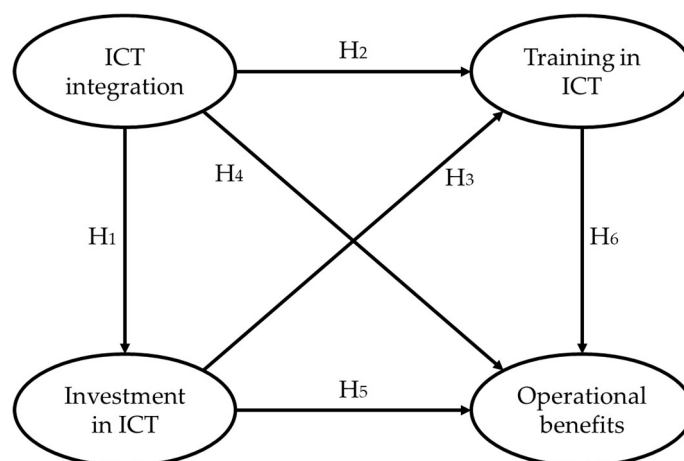 ICT
integration
H2
Training in
ICT
H4
H3
H1
H6
Investment
in ICT
H5
Operational
benefits